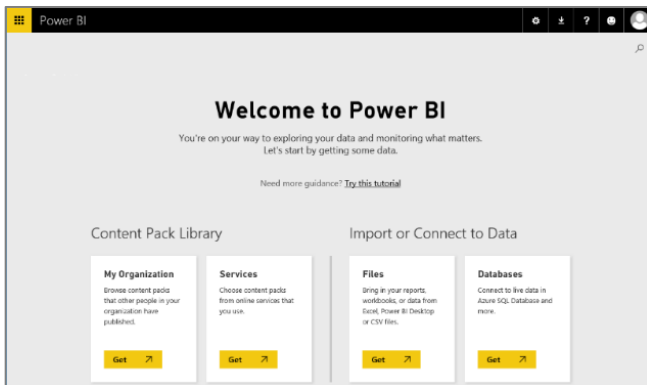 Power BI
?
Welcome to Power BI
You're on your way to exploring your data and monitoring what matters.
Let's start by getting some data.
Need more guidance? Try this tutorial
Content Pack Library
Import or Connect to Data
My Organization
Browse content packs
that other people in your
organization have
published.
Get
Services
Choose content packs
from online services that
you use.
Get
Files
Bring in your reports,
workbooks, or data from
Excel, Power BI Desktop
or CSV files.
Get
Databases
Connect to live data in
Azure SQL Database and
more.
Get